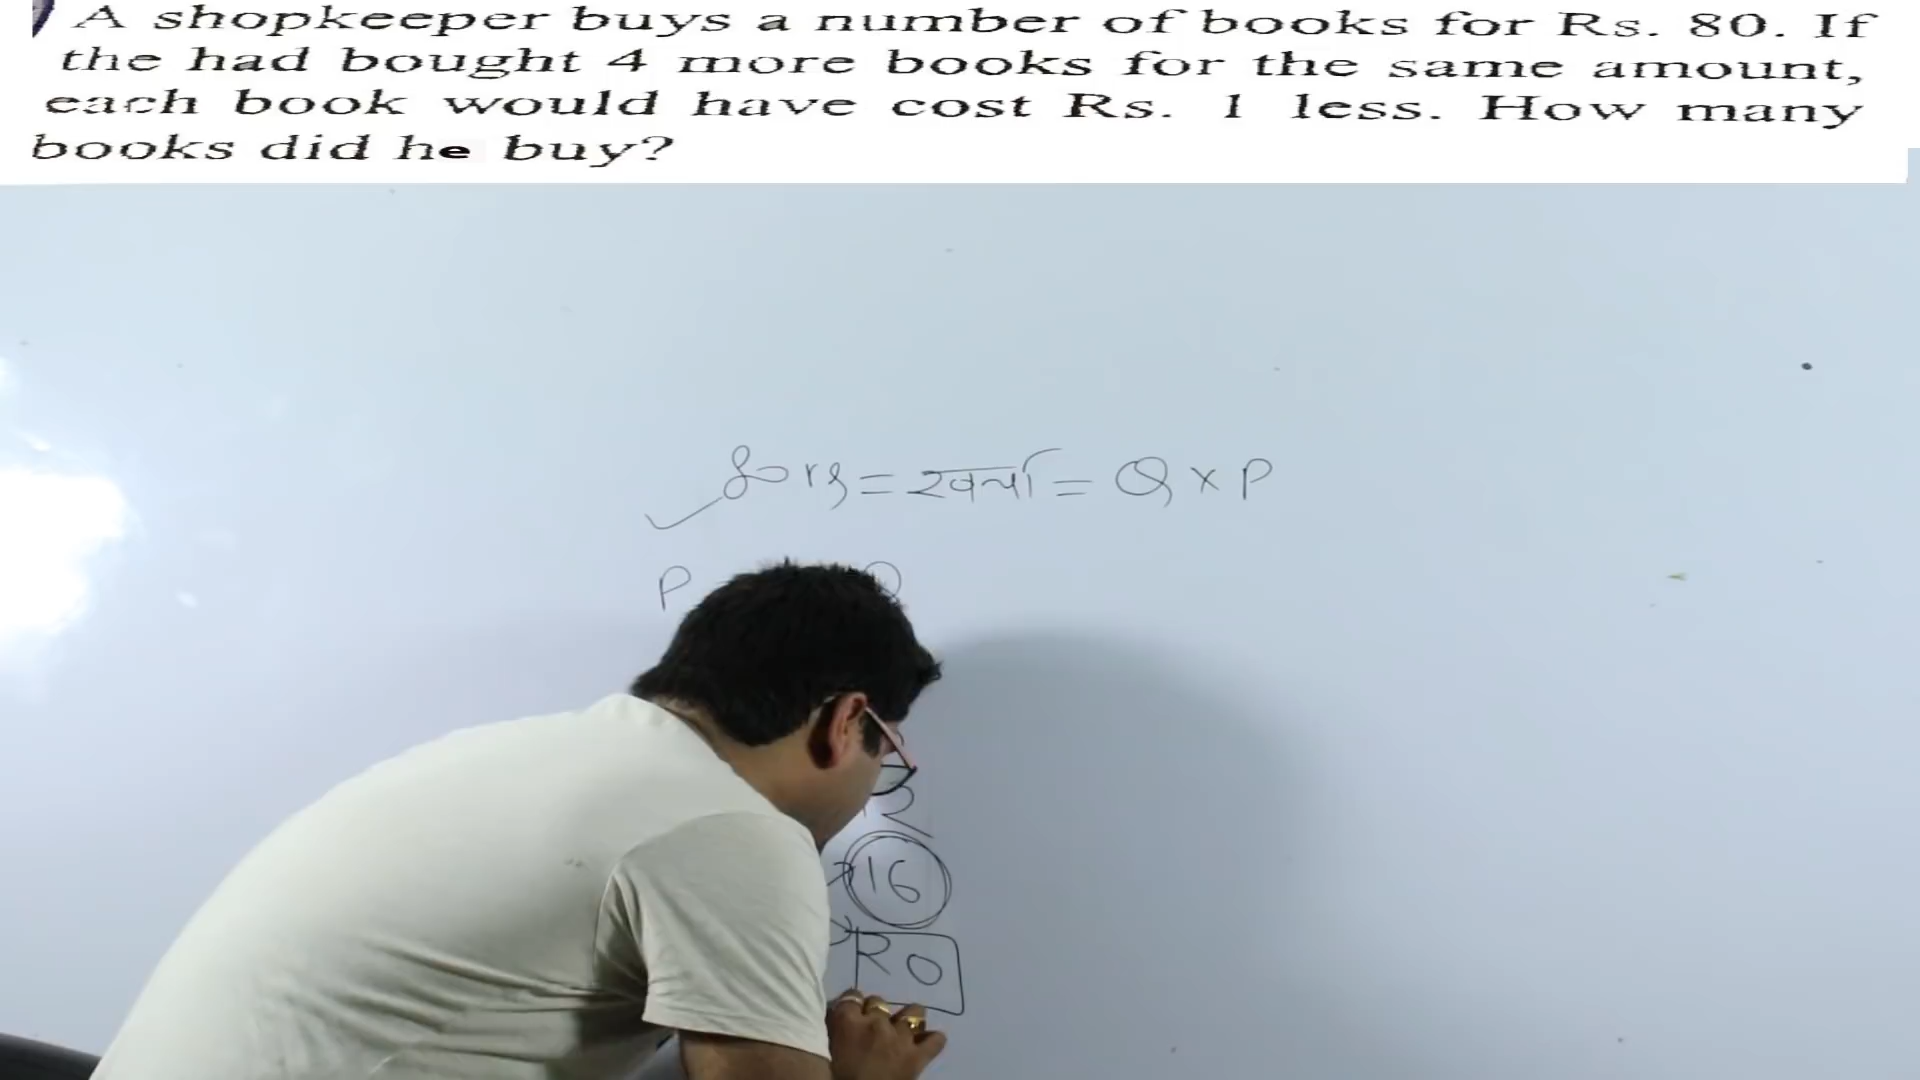 A shopkeeper buys a number of books for Rs. 80. If
the had bought 4 more books for the same amount,
each book would have cost Rs. 1 less. How many
books did he buy?
80 रु = खर्चा = Q × P
P
16
20